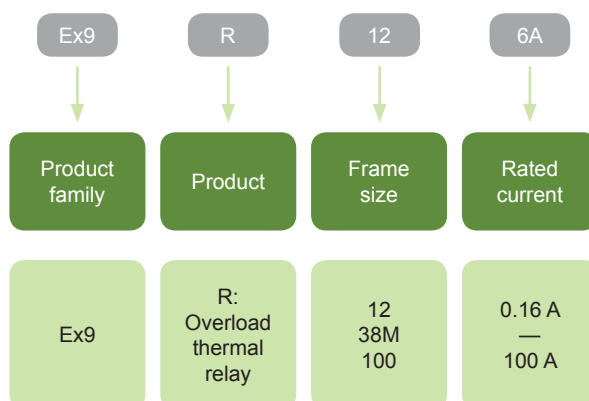 Ex9 R 12 6A
Product
family
Product
Frame
size
Rated
current
Ex9
R:
Overload
thermal
relay
12
38M
100
0.16 A
—
100 A